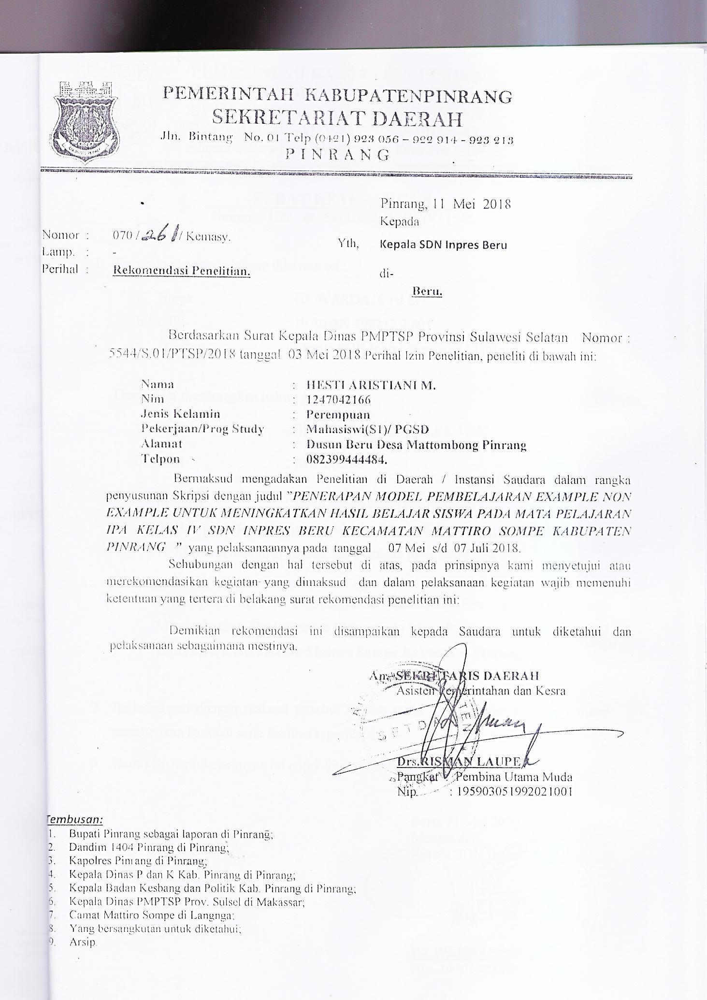 PEMERINTAH KABUPATENPINRANG
SEKRETARIAT DAERAH
Jln. Bintang No. 01 Telp (0421) 923 056 – 922 914 - 923 213
PINRANG
Pinrang, 11 Mei 2018
Kepada
Nomor : 070 / 261 / Kemasy.
Yth, Kepala SDN Inpres Beru
Lamp. : -
Perihal : Rekomendasi Penelitian.
di-
Beru.
Berdasarkan Surat Kepala Dinas PMPTSP Provinsi Sulawesi Selatan Nomor :
5544/S.01/PTSP/2018 tanggal 03 Mei 2018 Perihal Izin Penelitian, peneliti di bawah ini:
Nama : HESTI ARISTIANI M.
Nim : 1247042166
Jenis Kelamin : Perempuan
Pekerjaan/Prog Study : Mahasiswi(S1)/ PGSD
Alamat : Dusun Beru Desa Mattombong Pinrang
Telpon : 082399444484.
Bermaksud mengadakan Penelitian di Daerah / Instansi Saudara dalam rangka
penyusunan Skripsi dengan judul "PENERAPAN MODEL PEMBELAJARAN EXAMPLE NON
EXAMPLE UNTUK MENINGKATKAN HASIL BELAJAR SISWA PADA MATA PELAJARAN
IPA KELAS IV SDN INPRES BERU KECAMATAN MATTIRO SOMPE KABUPATEN
PINRANG " yang pelaksanaannya pada tanggal 07 Mei s/d 07 Juli 2018.
Sehubungan dengan hal tersebut di atas, pada prinsipnya kami menyetujui atau
merekomendasikan kegiatan yang dimaksud dan dalam pelaksanaan kegiatan wajib memenuhi
ketentuan yang tertera di belakang surat rekomendasi penelitian ini:
Demikian rekomendasi ini disampaikan kepada Saudara untuk diketahui dan
pelaksanaan sebagaimana mestinya.
An. SEKRETARIS DAERAH
Asisten Pemerintahan dan Kesra
SETDA
Drs.RISMAN LAUPE
Pangkat : Pembina Utama Muda
Nip. : 195903051992021001
Tembusan:
1. Bupati Pinrang sebagai laporan di Pinrang;
2. Dandim 1404 Pinrang di Pinrang;
3. Kapolres Pinrang di Pinrang;
4. Kepala Dinas P dan K Kab. Pinrang di Pinrang;
5. Kepala Badan Kesbang dan Politik Kab. Pinrang di Pinrang;
6. Kepala Dinas PMPTSP Prov. Sulsel di Makassar;
7. Camat Mattiro Sompe di Langnga;
8. Yang bersangkutan untuk diketahui;
9. Arsip.